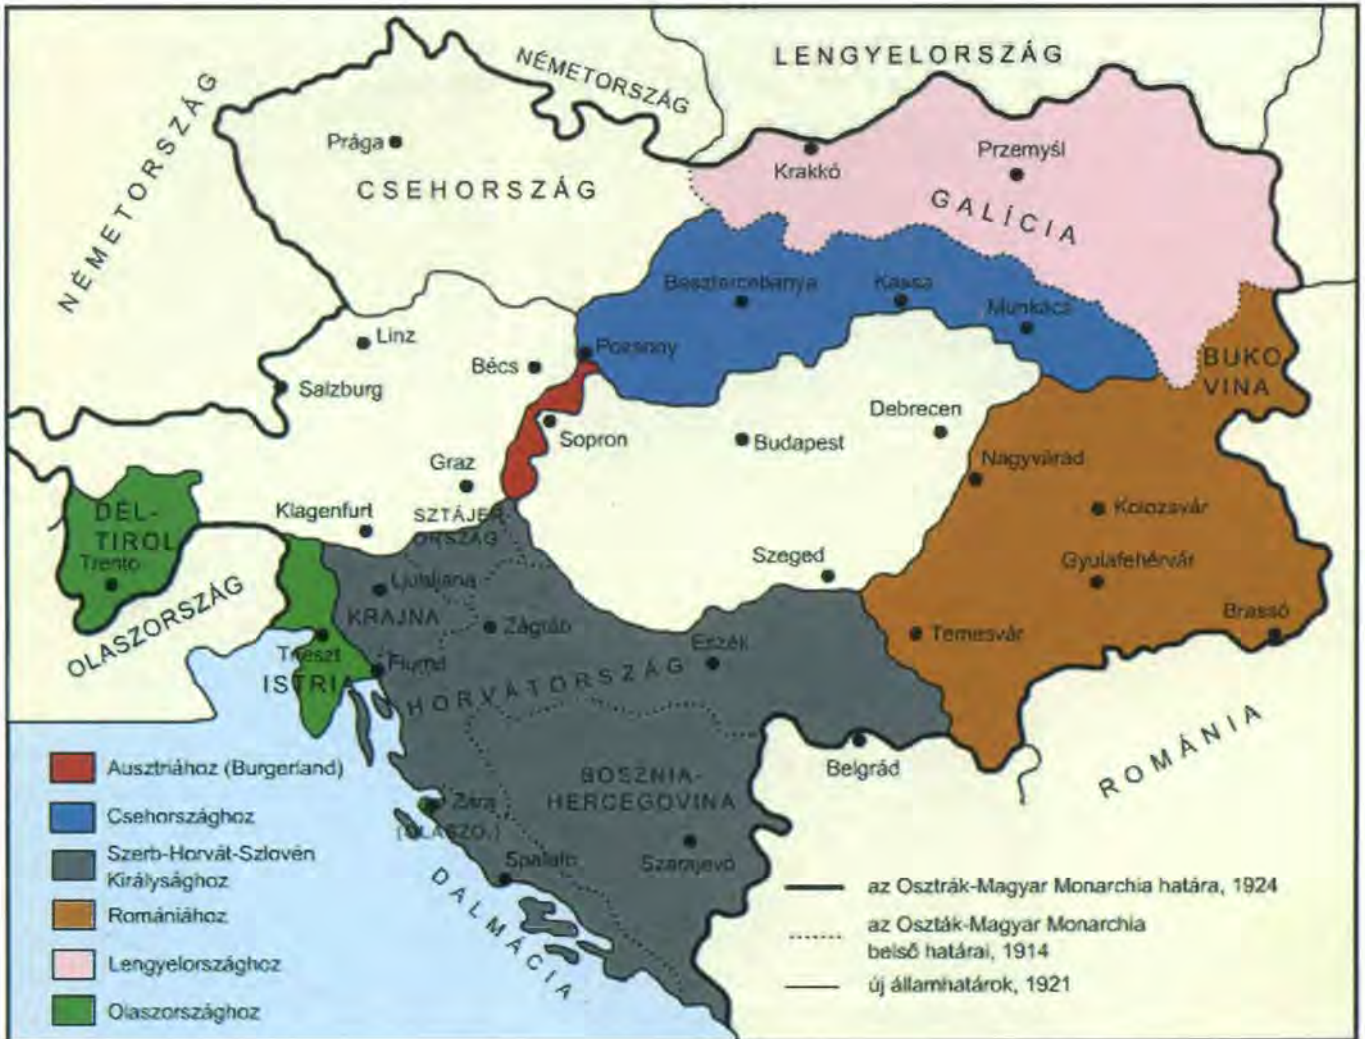 NÉMETORSZÁG
LENGYELORSZÁG
NÉMETORSZÁG
Prága
CSEHORSZÁG
Krakkó
Przemyśl
GALÍCIA
Besztercebánya
Kassa
Munkács
Linz
Bécs
Pozsony
Salzburg
BUKO
VINA
Sopron
Budapest
Debrecen
Graz
Nagyvárad
DÉL-
TIROL
Klagenfurt
SZTÁJER
ORSZÁG
Kolozsvár
Trento
Szeged
Gyulafehérvár
OLASZORSZÁG
Ljubljana
KRAJNA
Zágráb
Temesvár
Brassó
Trieszt
ISTRIA
Fiume
Eszék
HORVÁTORSZÁG
Belgrád
ROMÁNIA
BOSZNIA-
HERCEGOVINA
Zára
(OLASZO.)
Spalato
Szarajevó
DALMÁCIA
Ausztriához (Burgerland)
Csehországhoz
Szerb-Horvát-Szlovén
Királysághoz
Romániához
Lengyelországhoz
Olaszországhoz
az Osztrák-Magyar Monarchia határa, 1924
az Oszták-Magyar Monarchia
belső határai, 1914
új államhatárok, 1921